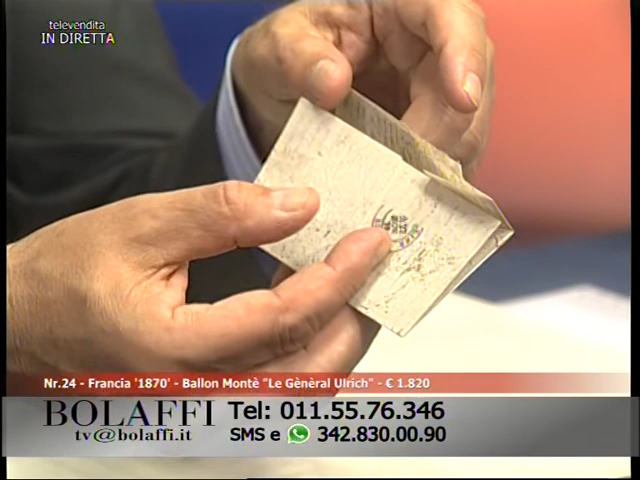 televendita
IN DIRETTA
Nr.24 - Francia '1870' - Ballon Montè "Le Gènèral Ulrich" - € 1.820
BOLAFFI
tv@bolaffi.it
Tel: 011.55.76.346
SMS e 342.830.00.90